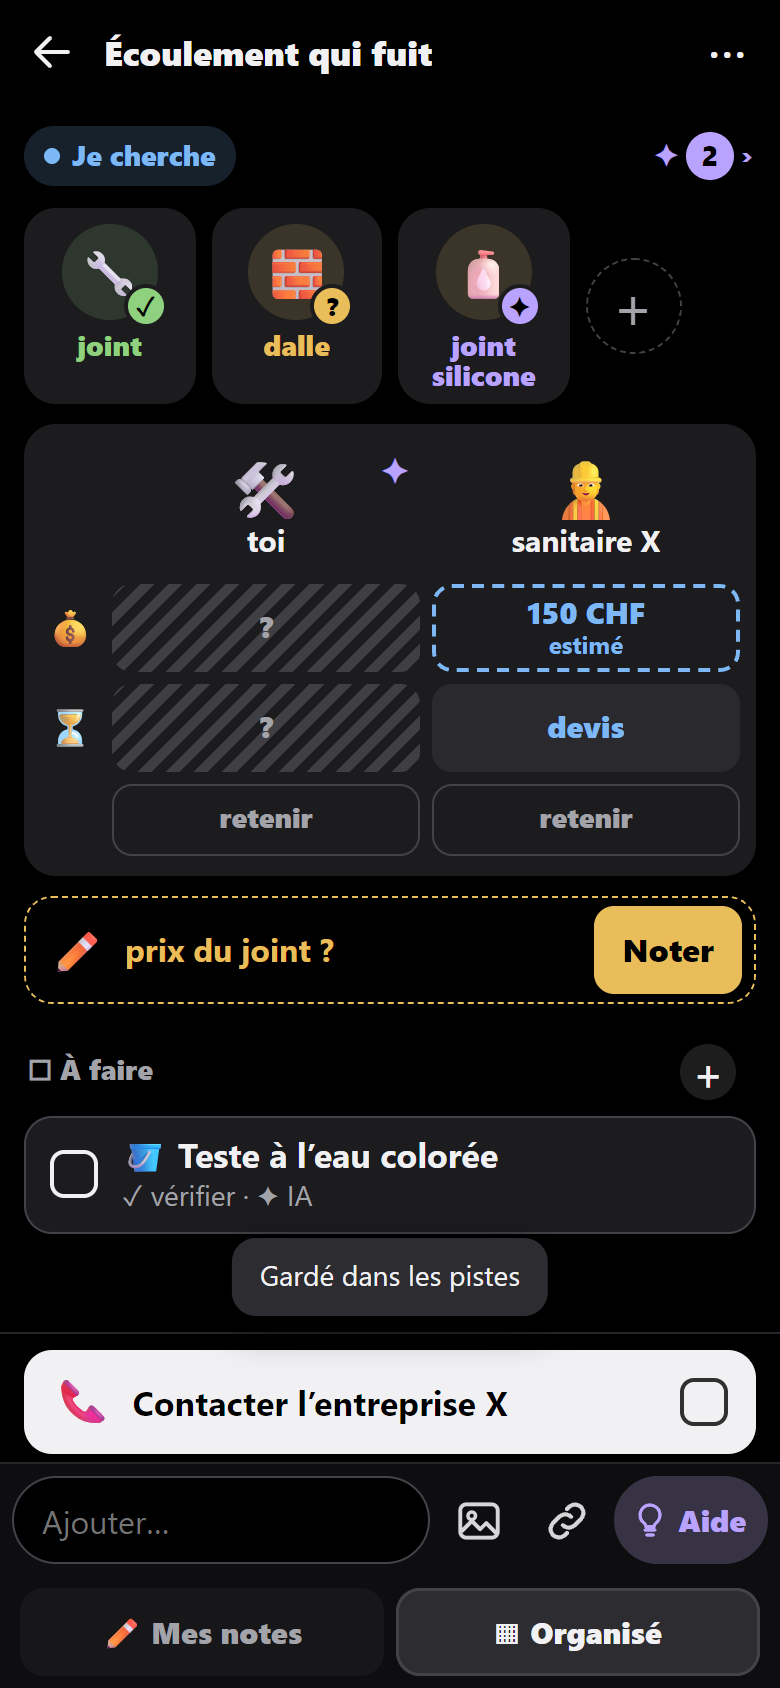 Écoulement qui fuit
Je cherche
2
joint
dalle
?
joint
silicone
toi
sanitaire X
?
150 CHF
estimé
?
devis
retenir
retenir
prix du joint ?
Noter
À faire
Teste à l’eau colorée
✓ vérifier · ✦ IA
Gardé dans les pistes
Contacter l’entreprise X
Ajouter…
Aide
Mes notes
Organisé